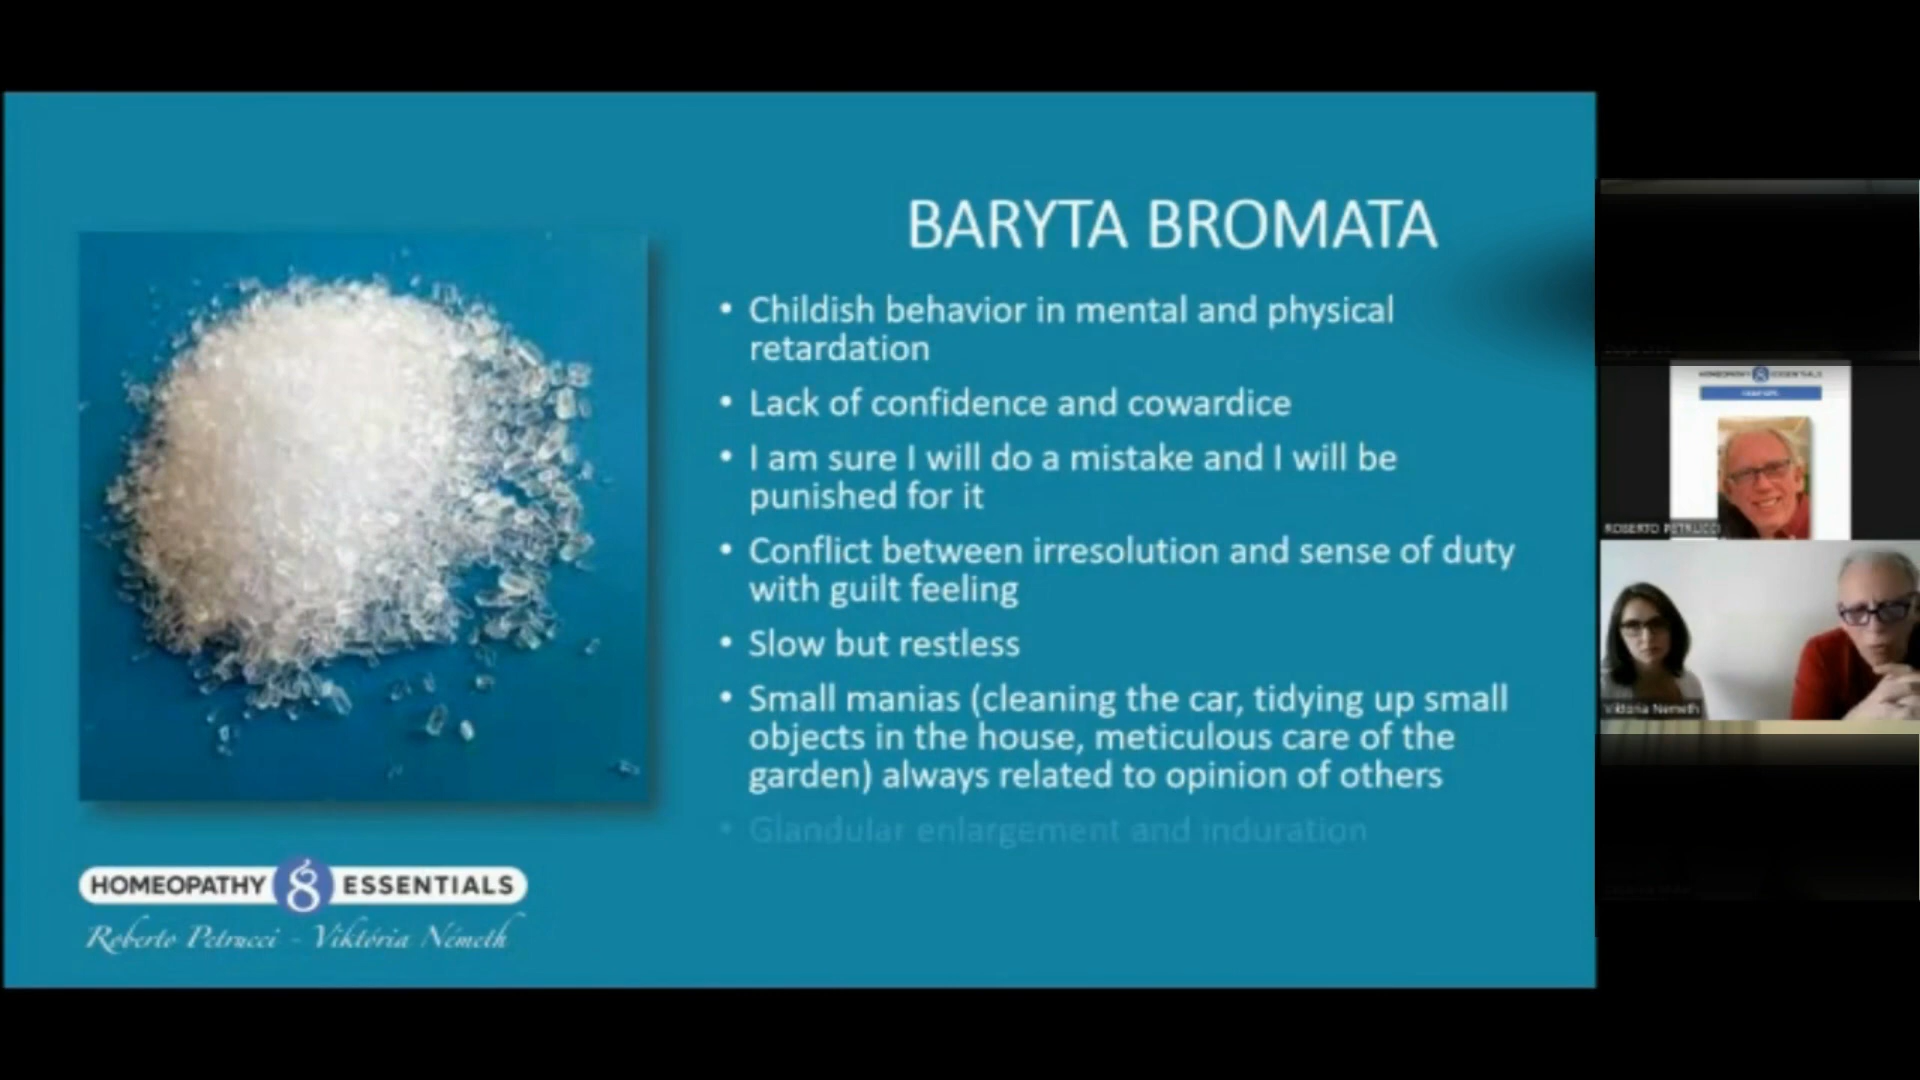 BARYTA BROMATA
• Childish behavior in mental and physical
retardation
• Lack of confidence and cowardice
• I am sure I will do a mistake and I will be
punished for it
• Conflict between irresolution and sense of duty
with guilt feeling
• Slow but restless
• Small manias (cleaning the car, tidying up small
objects in the house, meticulous care of the
garden) always related to opinion of others
• Glandular enlargement and induration
HOMEOPATHY ESSENTIALS
Roberto Petrucci - Viktória Németh
HOMEOPATHY ESSENTIALS
ROBERTO PETRUCCI
Viktória Németh